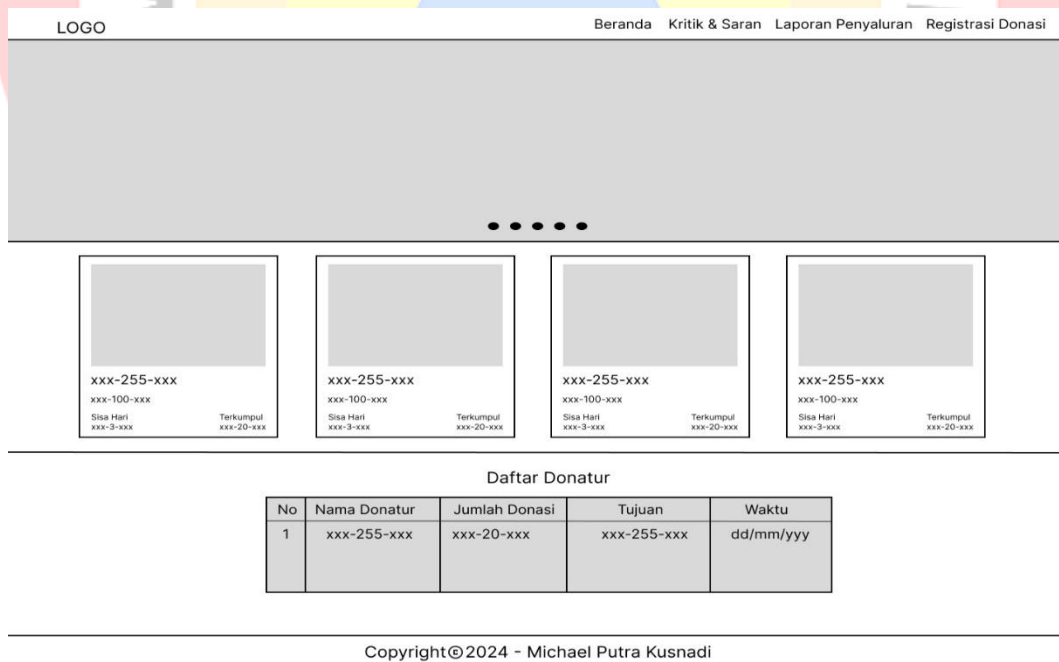 LOGO
Beranda Kritik & Saran Laporan Penyaluran Registrasi Donasi
xxx-255-xxx
xxx-100-xxx
Sisa Hari Terkumpul
xxx-3-xxx xxx-20-xxx
xxx-255-xxx
xxx-100-xxx
Sisa Hari Terkumpul
xxx-3-xxx xxx-20-xxx
xxx-255-xxx
xxx-100-xxx
Sisa Hari Terkumpul
xxx-3-xxx xxx-20-xxx
xxx-255-xxx
xxx-100-xxx
Sisa Hari Terkumpul
xxx-3-xxx xxx-20-xxx
Daftar Donatur
No Nama Donatur Jumlah Donasi Tujuan Waktu
1 xxx-255-xxx xxx-20-xxx xxx-255-xxx dd/mm/yyy
Copyright©2024 - Michael Putra Kusnadi